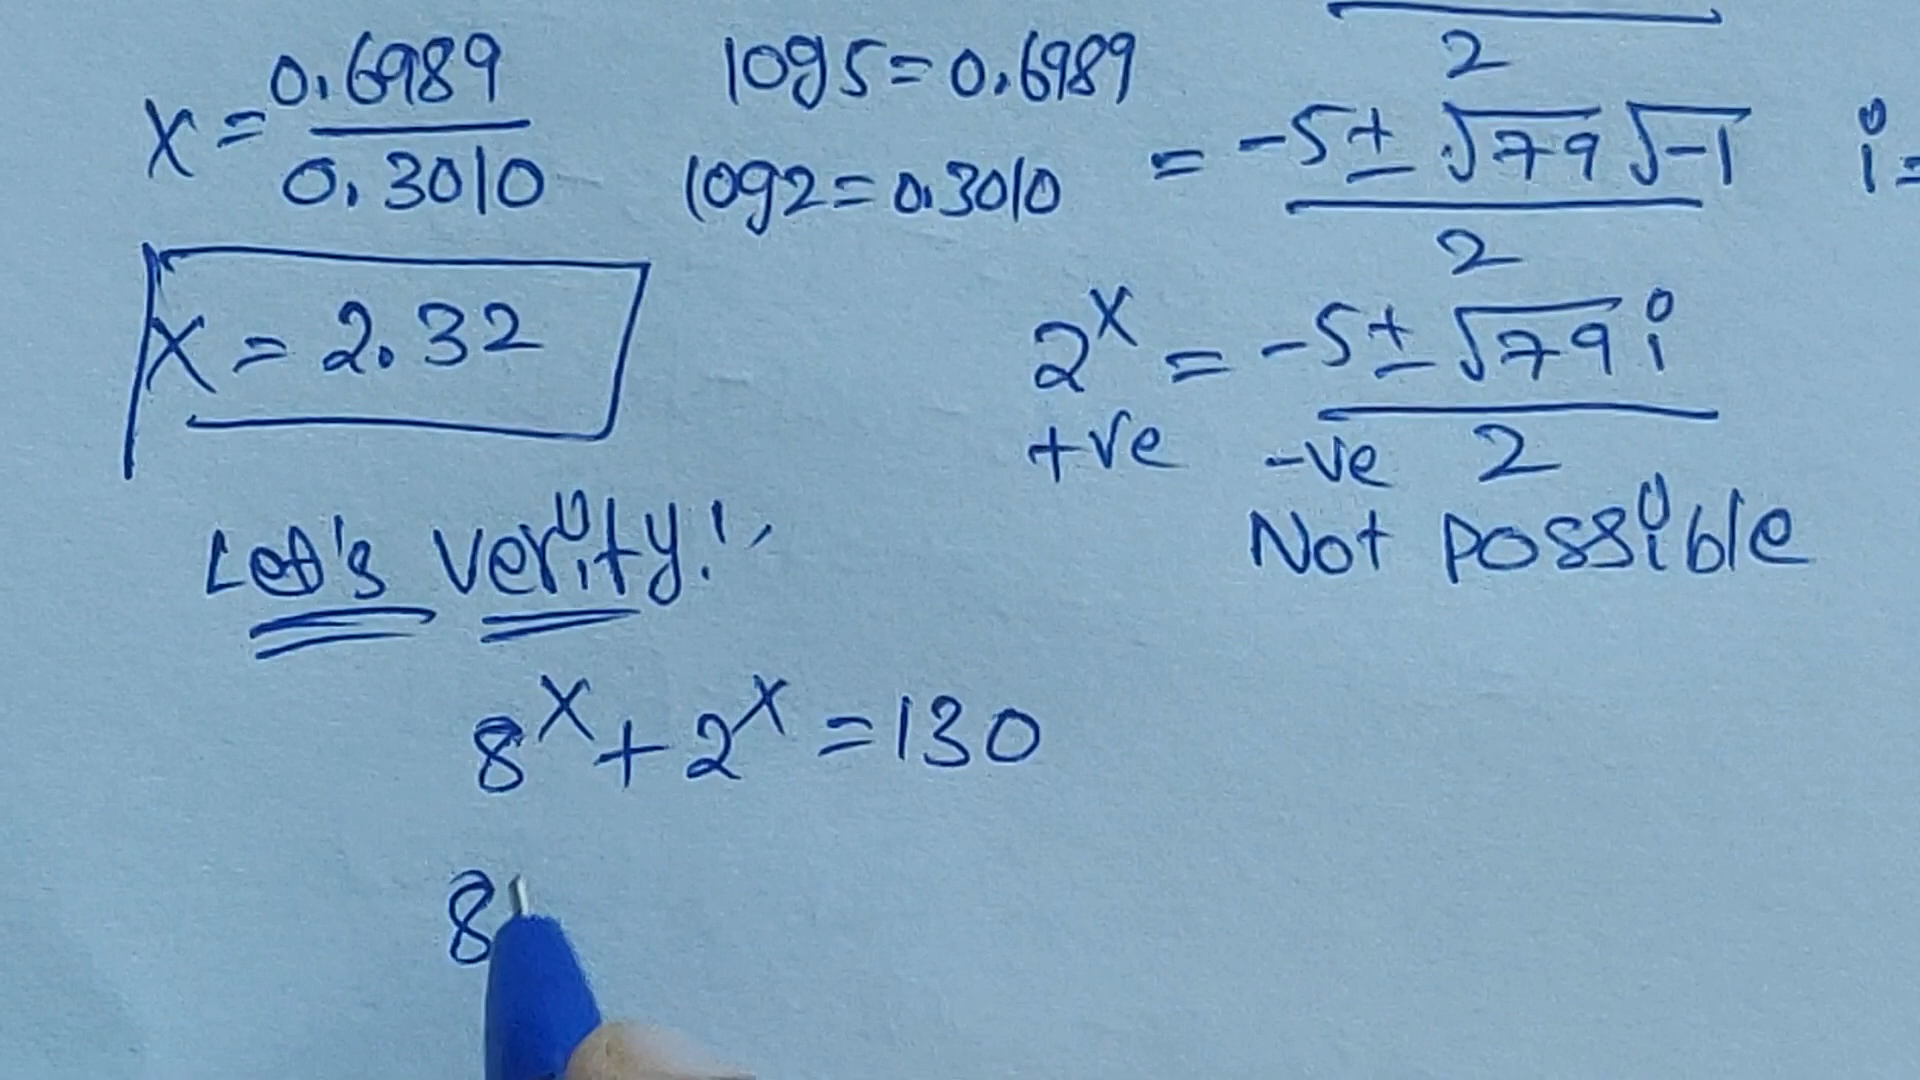 x = 0.6989 / 0.3010
log5 = 0.6989
log2 = 0.3010
x = 2.32
2
= -5 ± √79 √-1 / 2
i =
2^x = -5 ± √79 i / 2
+ve -ve
Not possible
Let's verify!
8^x + 2^x = 130
8